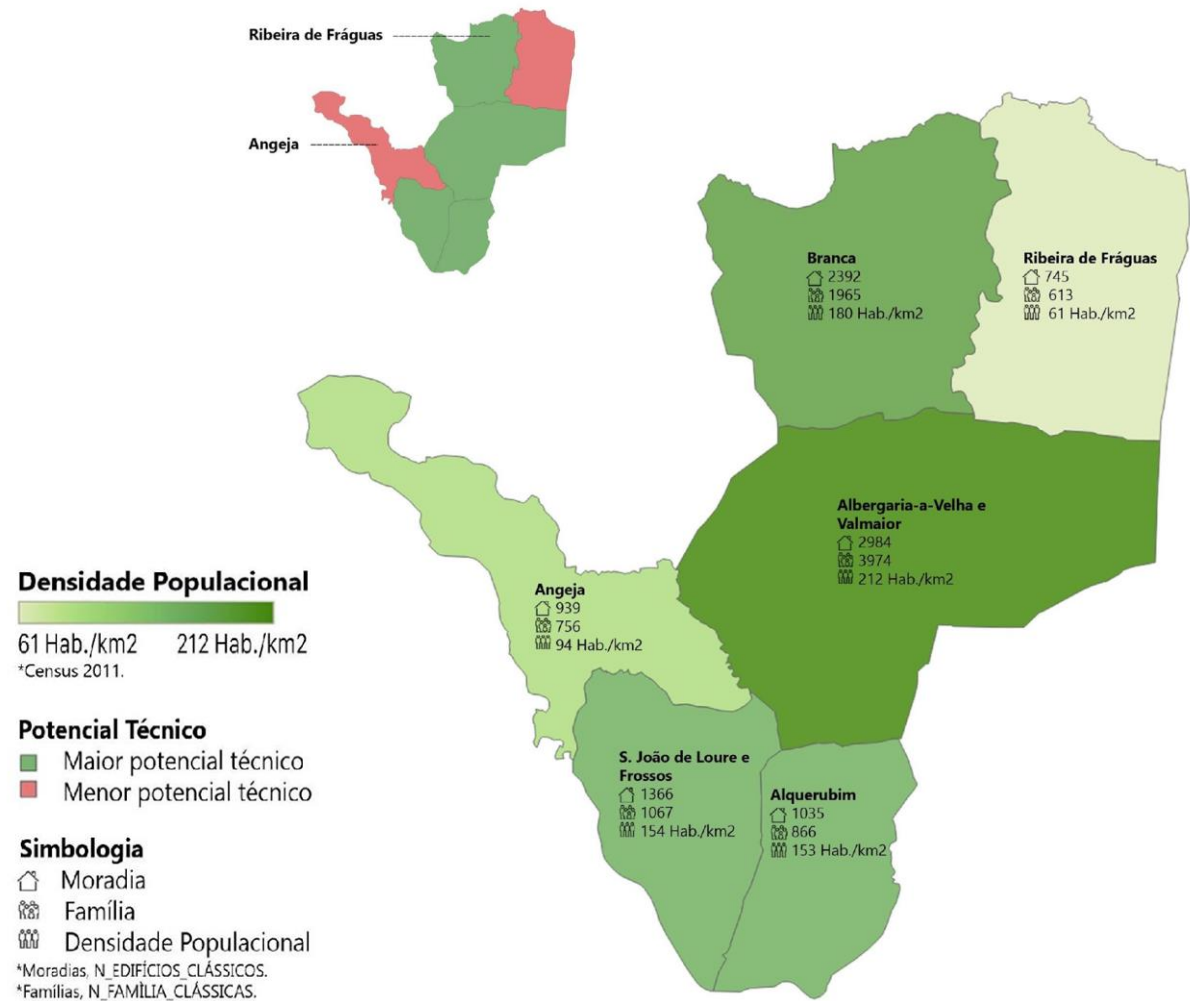 Ribeira de Fráguas
Angeja
Branca
2392
1965
180 Hab./km2
Ribeira de Fráguas
745
613
61 Hab./km2
Albergaria-a-Velha e
Valmaior
2984
3974
212 Hab./km2
Angeja
939
756
94 Hab./km2
S. João de Loure e
Frossos
1366
1067
154 Hab./km2
Alquerubim
1035
866
153 Hab./km2
Densidade Populacional
61 Hab./km2 212 Hab./km2
*Census 2011.
Potencial Técnico
Maior potencial técnico
Menor potencial técnico
Simbologia
Moradia
Família
Densidade Populacional
*Moradias, N_EDIFÍCIOS_CLÁSSICOS.
*Famílias, N_FAMÌLIA_CLÁSSICAS.